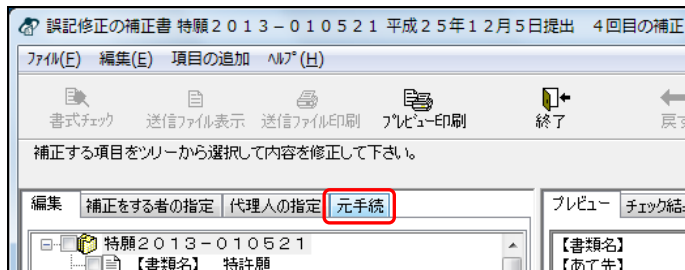 誤記修正の補正書 特願２０１３－０１０５２１ 平成２５年１２月５日提出　４回目の補正
ﾌｧｲﾙ(F)　編集(E)　項目の追加　ﾍﾙﾌﾟ(H)
書式ﾁｪｯｸ　送信ﾌｧｲﾙ表示　送信ﾌｧｲﾙ印刷　ﾌﾟﾚﾋﾞｭｰ印刷　終了　戻す
補正する項目をツリーから選択して内容を修正して下さい。
編集　補正をする者の指定　代理人の指定　元手続　プレビュー　チェック結
特願２０１３－０１０５２１　【書類名】
【書類名】　特許願　【あて先】